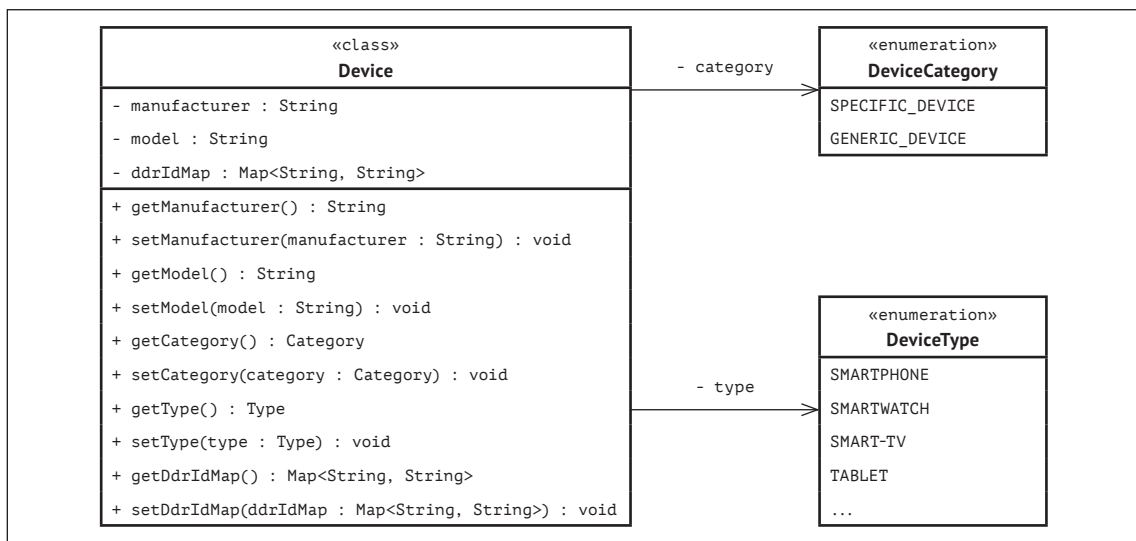 «class»
Device
- manufacturer : String
- model : String
- ddrIdMap : Map<String, String>
+ getManufacturer() : String
+ setManufacturer(manufacturer : String) : void
+ getModel() : String
+ setModel(model : String) : void
+ getCategory() : Category
+ setCategory(category : Category) : void
+ getType() : Type
+ setType(type : Type) : void
+ getDdrIdMap() : Map<String, String>
+ setDdrIdMap(ddrIdMap : Map<String, String>) : void
- category
«enumeration»
DeviceCategory
SPECIFIC_DEVICE
GENERIC_DEVICE
- type
«enumeration»
DeviceType
SMARTPHONE
SMARTWATCH
SMART-TV
TABLET
...